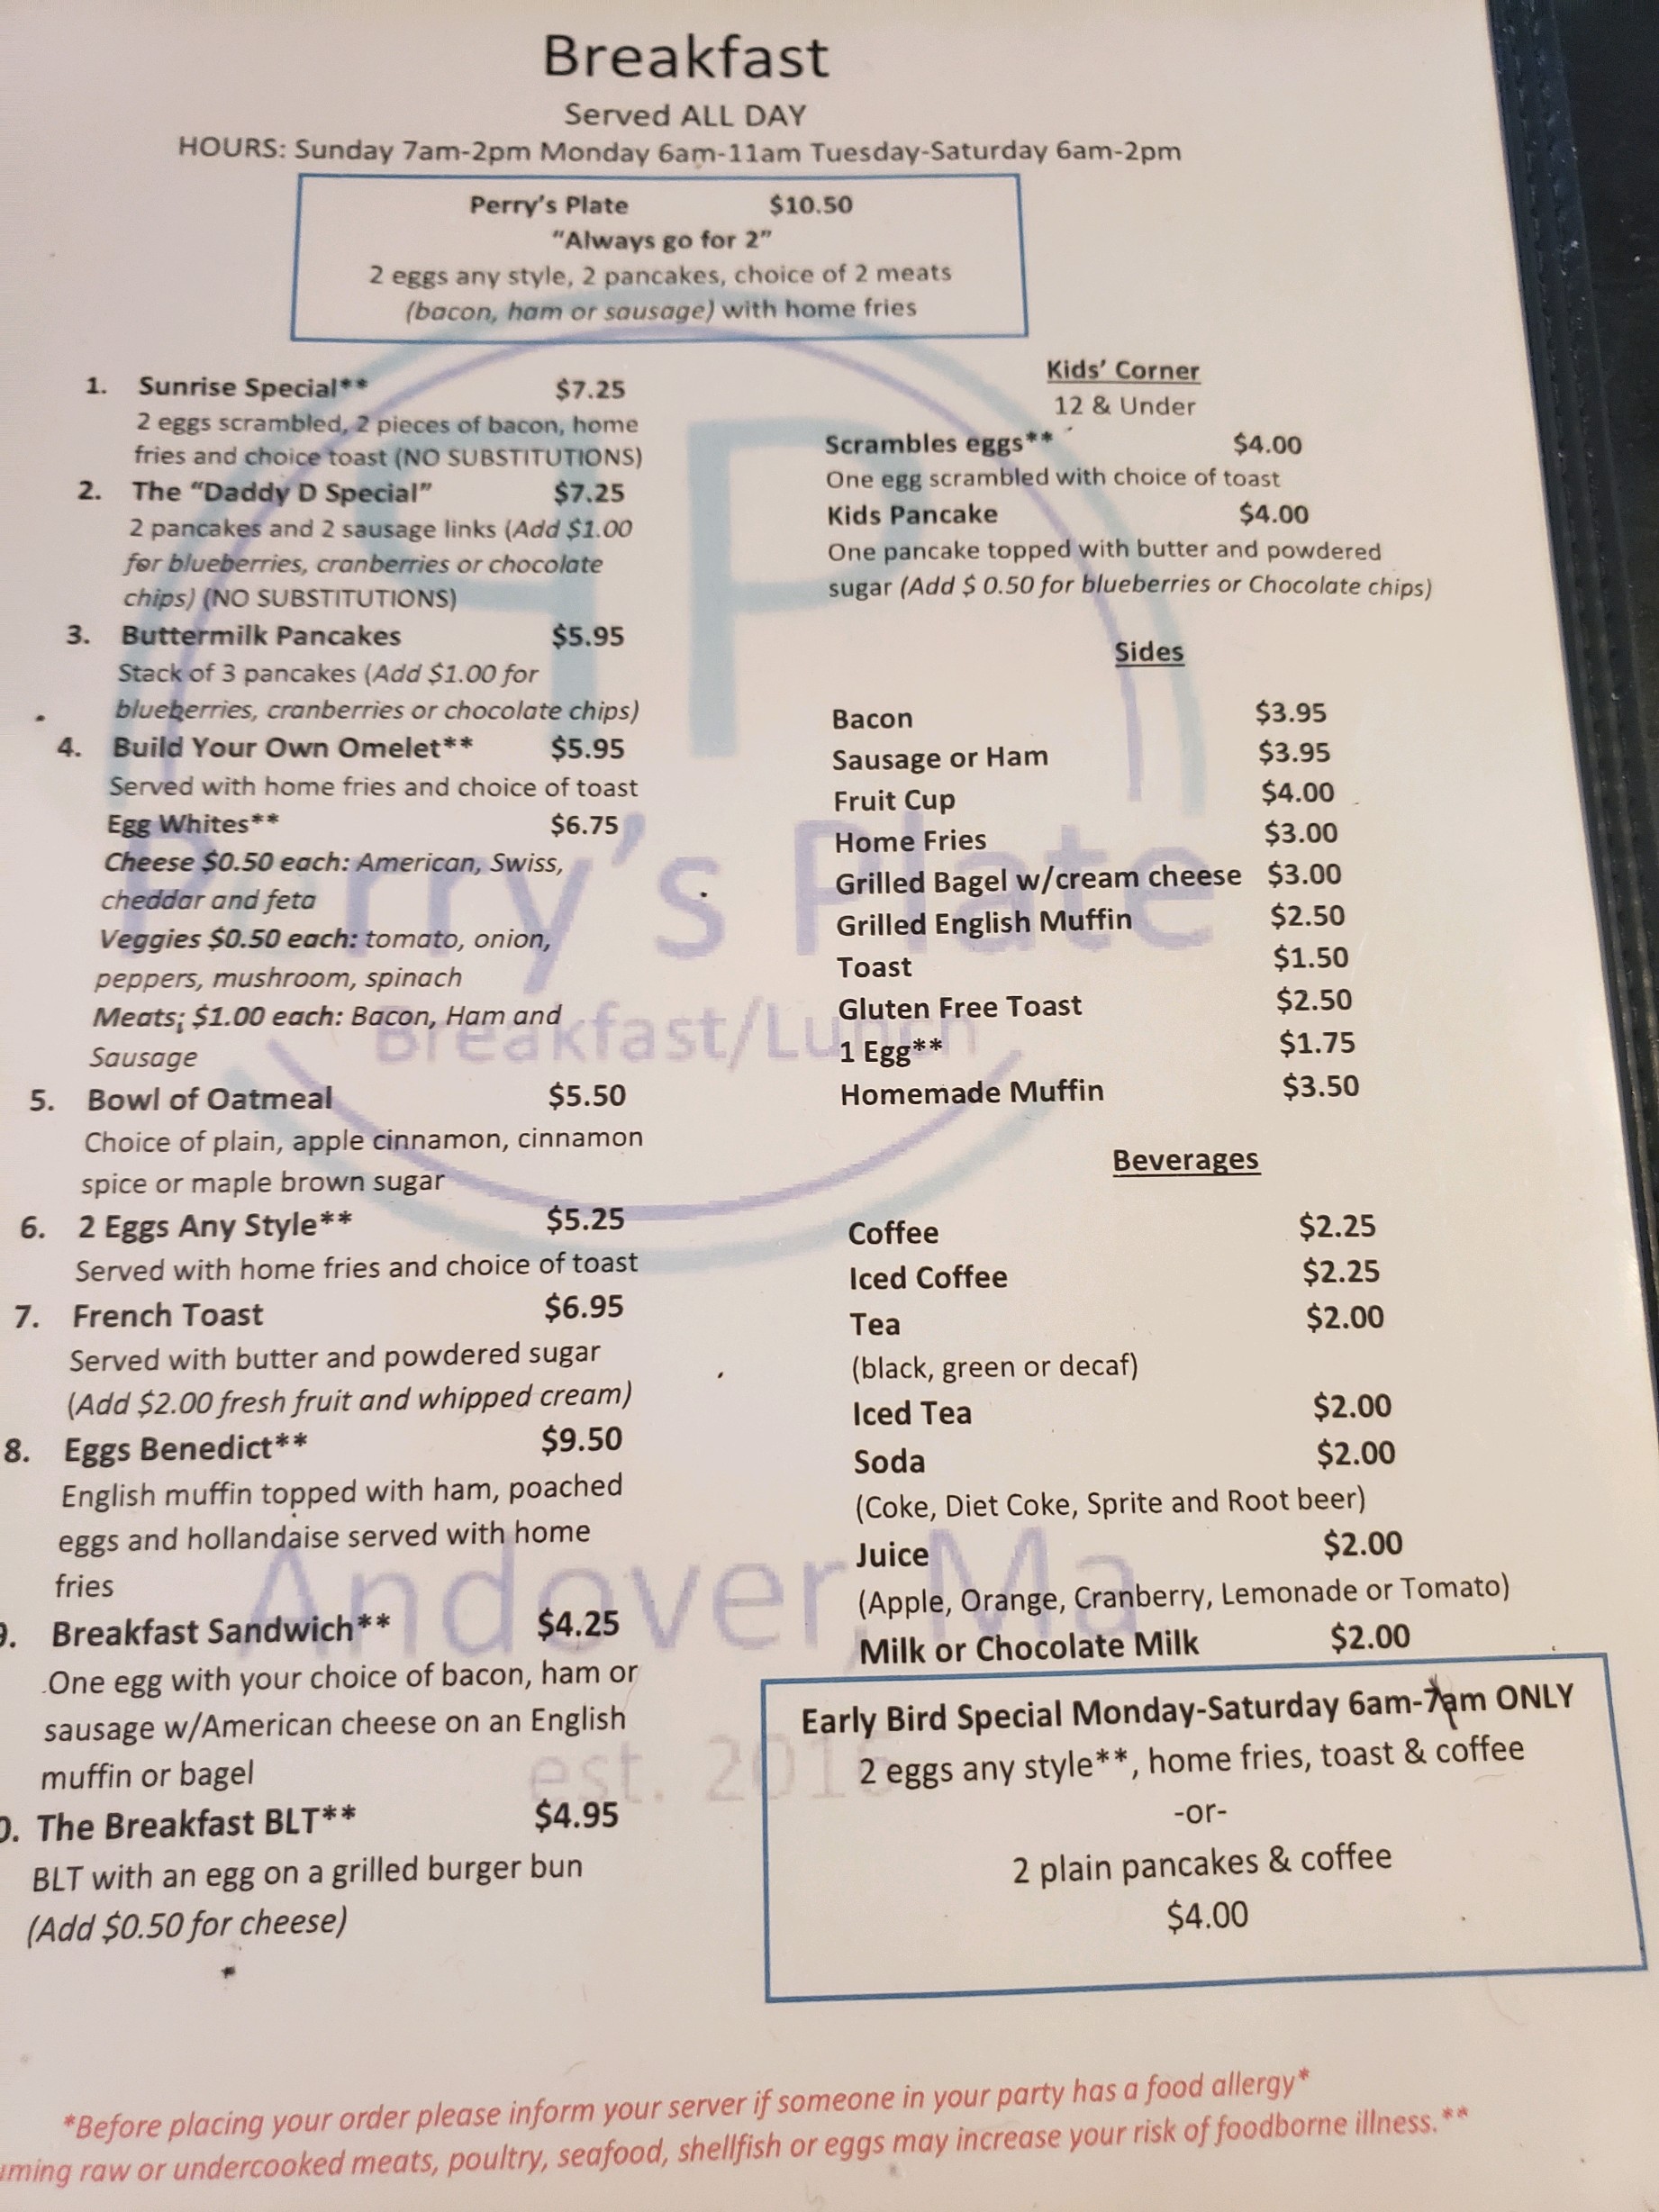 Breakfast
Served ALL DAY
HOURS: Sunday 7am-2pm Monday 6am-11am Tuesday-Saturday 6am-2pm
Perry's Plate $10.50
"Always go for 2"
2 eggs any style, 2 pancakes, choice of 2 meats
(bacon, ham or sausage) with home fries
1. Sunrise Special** $7.25
2 eggs scrambled, 2 pieces of bacon, home
fries and choice toast (NO SUBSTITUTIONS)
2. The "Daddy D Special" $7.25
2 pancakes and 2 sausage links (Add $1.00
for blueberries, cranberries or chocolate
chips) (NO SUBSTITUTIONS)
3. Buttermilk Pancakes $5.95
Stack of 3 pancakes (Add $1.00 for
blueberries, cranberries or chocolate chips)
4. Build Your Own Omelet** $5.95
Served with home fries and choice of toast
Egg Whites** $6.75
Cheese $0.50 each: American, Swiss,
cheddar and feta
Veggies $0.50 each: tomato, onion,
peppers, mushroom, spinach
Meats; $1.00 each: Bacon, Ham and
Sausage
5. Bowl of Oatmeal $5.50
Choice of plain, apple cinnamon, cinnamon
spice or maple brown sugar
6. 2 Eggs Any Style** $5.25
Served with home fries and choice of toast
7. French Toast $6.95
Served with butter and powdered sugar
(Add $2.00 fresh fruit and whipped cream)
8. Eggs Benedict** $9.50
English muffin topped with ham, poached
eggs and hollandaise served with home
fries
9. Breakfast Sandwich** $4.25
One egg with your choice of bacon, ham or
sausage w/American cheese on an English
muffin or bagel
0. The Breakfast BLT** $4.95
BLT with an egg on a grilled burger bun
(Add $0.50 for cheese)
Kids' Corner
12 & Under
Scrambles eggs** $4.00
One egg scrambled with choice of toast
Kids Pancake $4.00
One pancake topped with butter and powdered
sugar (Add $ 0.50 for blueberries or Chocolate chips)
Sides
Bacon $3.95
Sausage or Ham $3.95
Fruit Cup $4.00
Home Fries $3.00
Grilled Bagel w/cream cheese $3.00
Grilled English Muffin $2.50
Toast $1.50
Gluten Free Toast $2.50
1 Egg** $1.75
Homemade Muffin $3.50
Beverages
Coffee $2.25
Iced Coffee $2.25
Tea $2.00
(black, green or decaf)
Iced Tea $2.00
Soda $2.00
(Coke, Diet Coke, Sprite and Root beer)
Juice $2.00
(Apple, Orange, Cranberry, Lemonade or Tomato)
Milk or Chocolate Milk $2.00
Early Bird Special Monday-Saturday 6am-7am ONLY
2 eggs any style**, home fries, toast & coffee
-or-
2 plain pancakes & coffee
$4.00
PP
Perry's Plate
Breakfast/Lunch
Andover, Ma
est. 2016
*Before placing your order please inform your server if someone in your party has a food allergy*
raw or undercooked meats, poultry, seafood, shellfish or eggs may increase your risk of foodborne illness.**